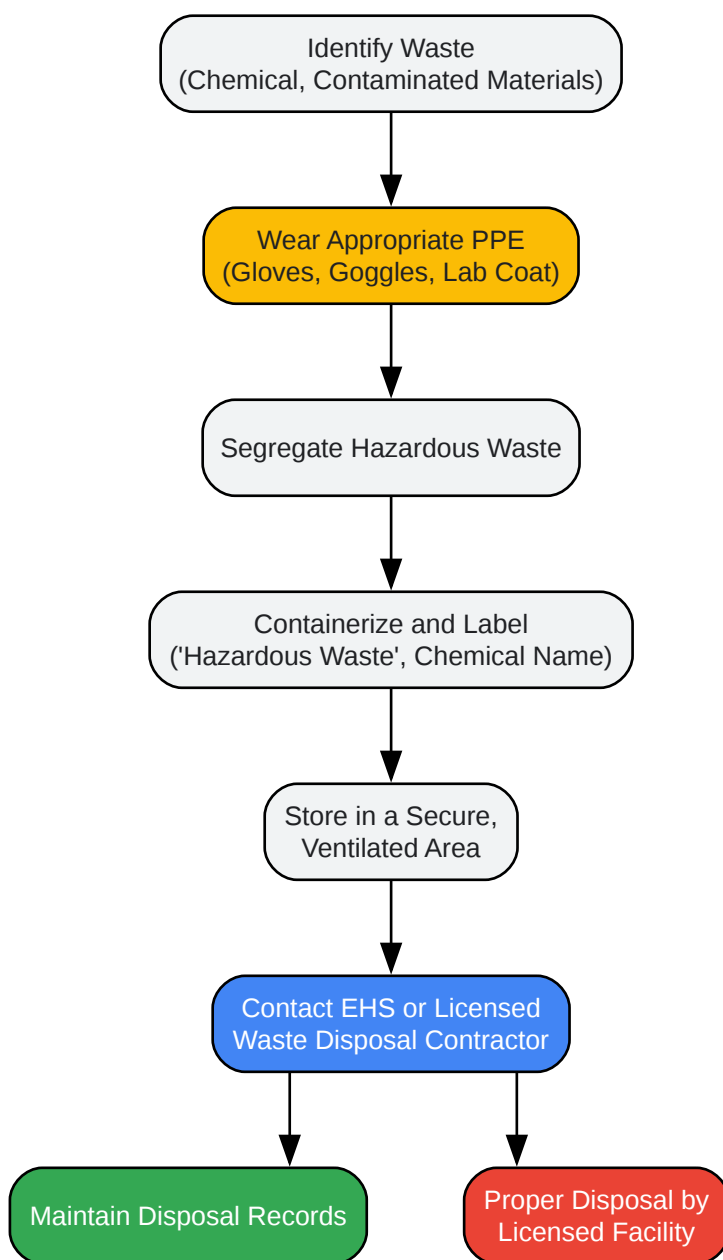 Identify Waste
(Chemical, Contaminated Materials)
Wear Appropriate PPE
(Gloves, Goggles, Lab Coat)
Segregate Hazardous Waste
Containerize and Label
('Hazardous Waste', Chemical Name)
Store in a Secure,
Ventilated Area
Contact EHS or Licensed
Waste Disposal Contractor
Maintain Disposal Records
Proper Disposal by
Licensed Facility